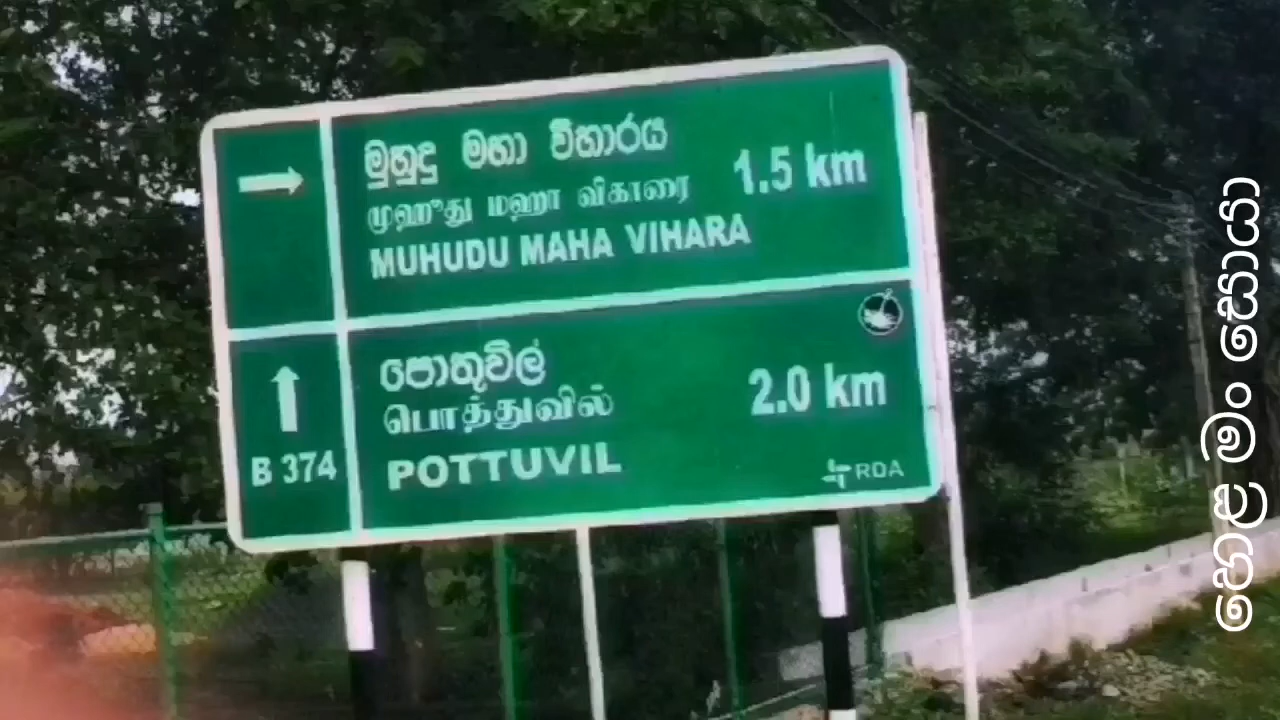 මුහුදු මහා විහාරය
முஹுது மஹா விகாரை
MUHUDU MAHA VIHARA
1.5 km
පොතුවිල්
பொத்துவில்
POTTUVIL
2.0 km
B 374
RDA
පෙළ මං සොයා